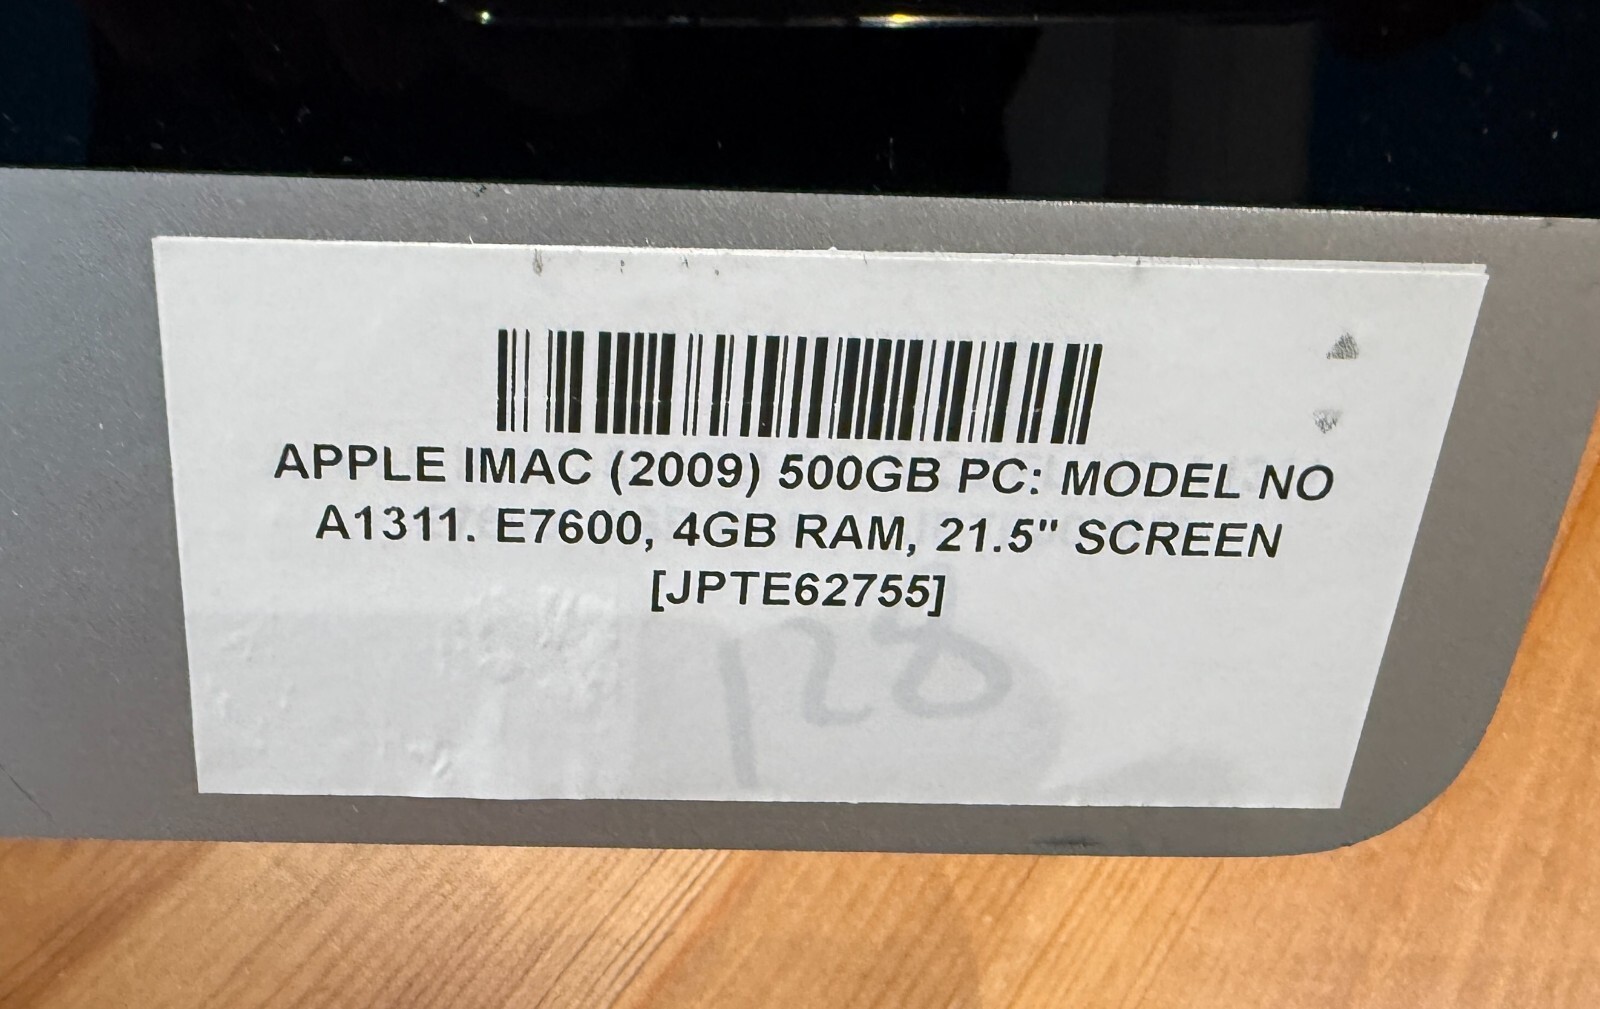 APPLE IMAC (2009) 500GB PC: MODEL NO
A1311. E7600, 4GB RAM, 21.5" SCREEN
[JPTE62755]
128